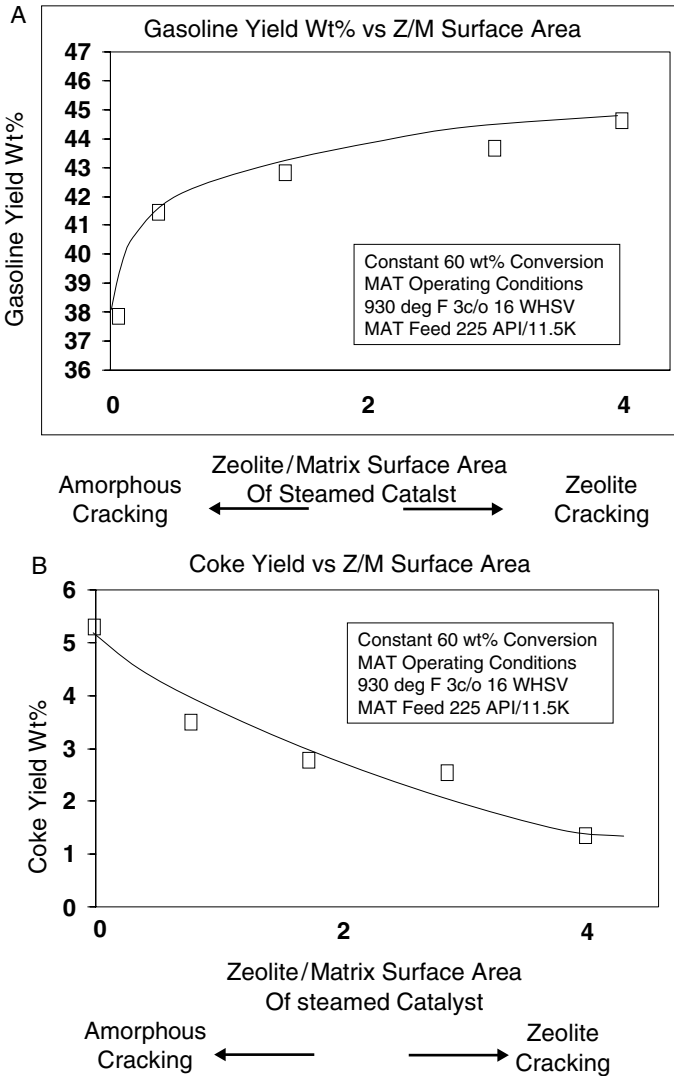 A
Gasoline Yield Wt% vs Z/M Surface Area
47
46
45
44
43
42
41
40
39
38
37
36
Gasoline Yield Wt%
Constant 60 wt% Conversion
MAT Operating Conditions
930 deg F 3c/o 16 WHSV
MAT Feed 225 API/11.5K
0 2 4
Zeolite/Matrix Surface Area
Of Steamed Catalst
Amorphous
Cracking
Zeolite
Cracking
B
Coke Yield vs Z/M Surface Area
6
5
4
3
2
1
0
Coke Yield Wt%
Constant 60 wt% Conversion
MAT Operating Conditions
930 deg F 3c/o 16 WHSV
MAT Feed 225 API/11.5K
0 2 4
Zeolite/Matrix Surface Area
Of steamed Catalyst
Amorphous
Cracking
Zeolite
Cracking